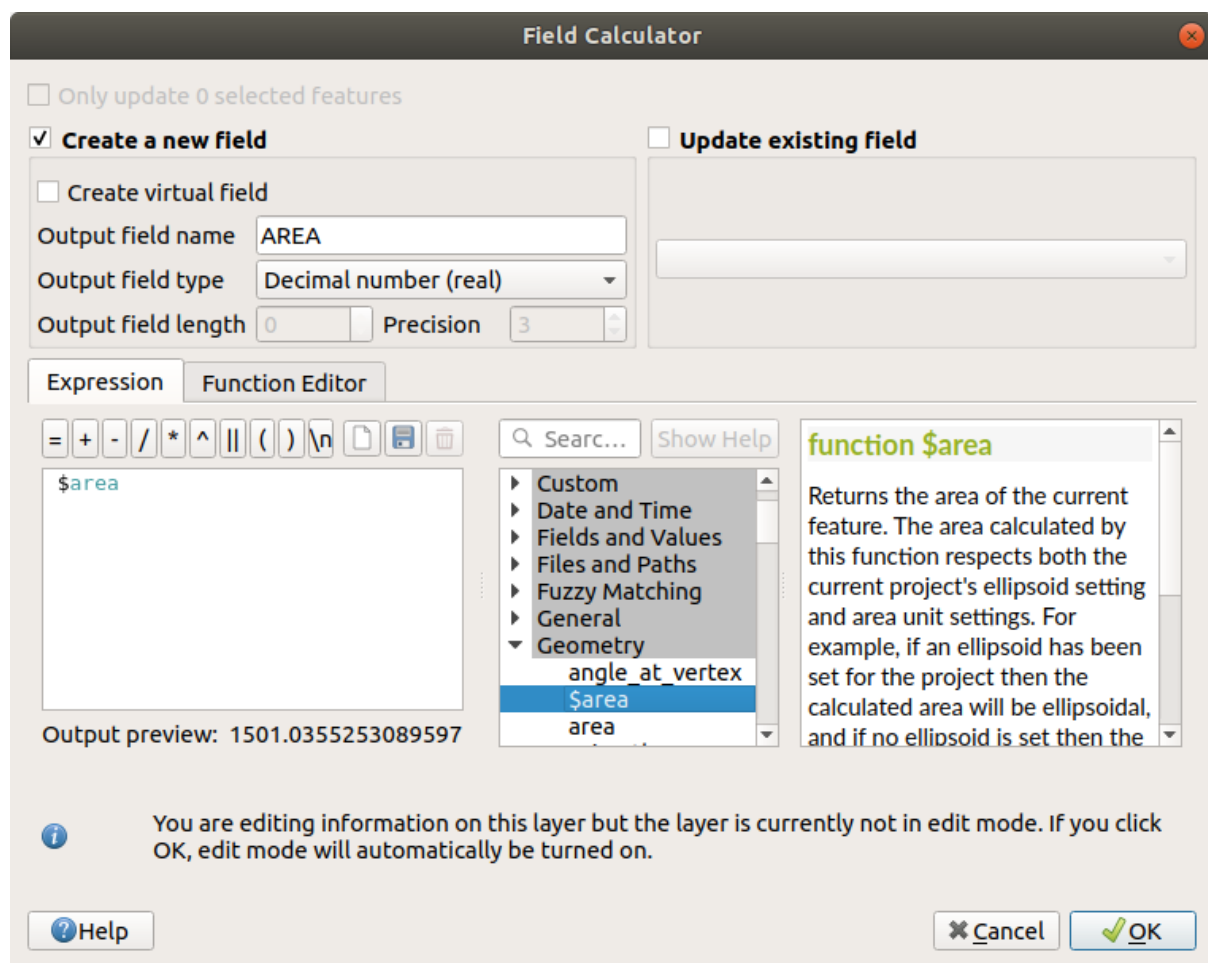 Field Calculator
Only update 0 selected features
Create a new field
Update existing field
Create virtual field
Output field name AREA
Output field type Decimal number (real)
Output field length 0 Precision 3
Expression Function Editor
= + - / * ^ || ( ) \n
Searc... Show Help
$area
Output preview: 1501.0355253089597
Custom
Date and Time
Fields and Values
Files and Paths
Fuzzy Matching
General
Geometry
angle_at_vertex
$area
area
function $area
Returns the area of the current
feature. The area calculated by
this function respects both the
current project's ellipsoid setting
and area unit settings. For
example, if an ellipsoid has been
set for the project then the
calculated area will be ellipsoidal,
and if no ellipsoid is set then the
You are editing information on this layer but the layer is currently not in edit mode. If you click
OK, edit mode will automatically be turned on.
Help
Cancel OK